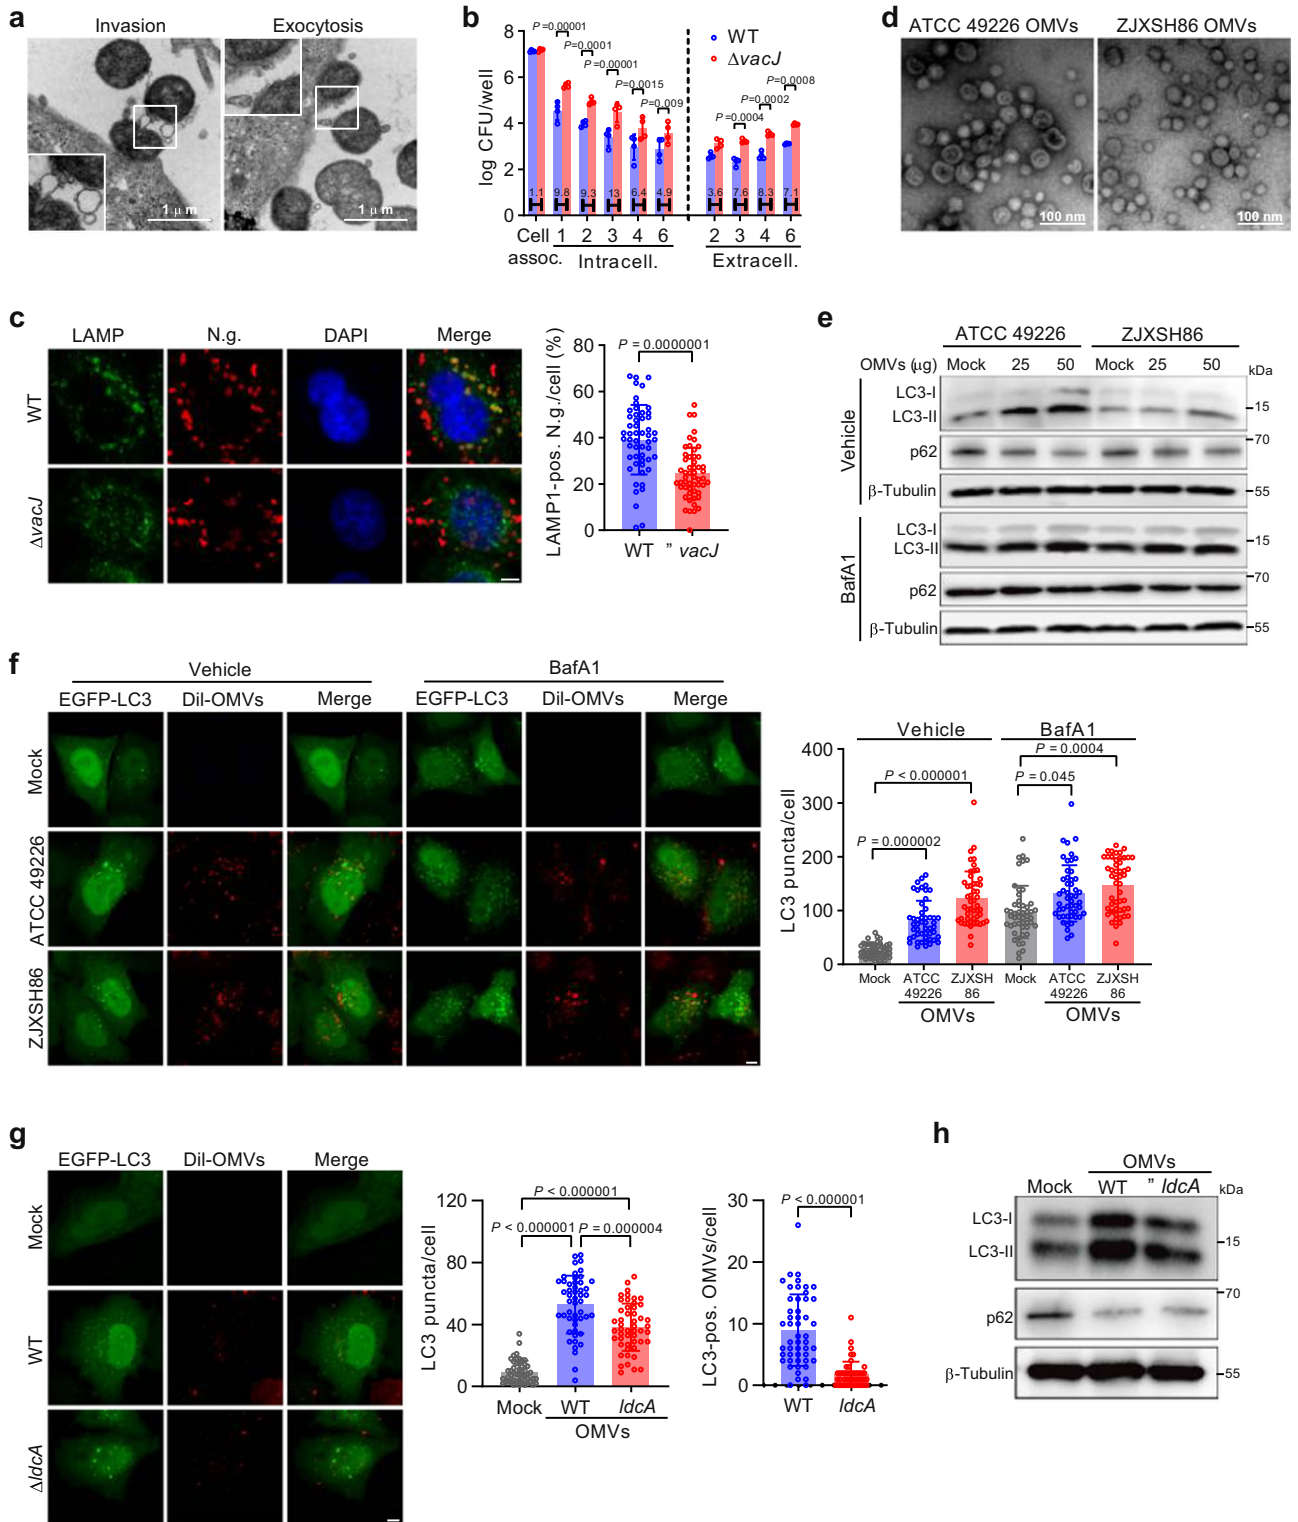 a
Invasion
Exocytosis
1 μm
1 μm
b
WT
ΔvacJ
log CFU/well
8
6
4
2
0
P=0.00001
P=0.0001
P=0.00001
P=0.0015
P=0.009
P=0.0004
P=0.0002
P=0.0008
1.1 9.8 9.3 13 6.4 4.9 3.6 7.6 8.3 7.1
Cell 1 2 3 4 6 2 3 4 6
assoc. Intracell. Extracell.
d
ATCC 49226 OMVs ZJXSH86 OMVs
100 nm
100 nm
c
LAMP N.g. DAPI Merge
WT
ΔvacJ
LAMP1-pos. N.g./cell (%)
80
60
40
20
0
P = 0.0000001
WT " vacJ
e
ATCC 49226 ZJXSH86
OMVs (μg) Mock 25 50 Mock 25 50 kDa
Vehicle
LC3-I
LC3-II
15
70
p62
β-Tubulin
55
BafA1
LC3-I
LC3-II
15
70
p62
β-Tubulin
55
f
Vehicle BafA1
EGFP-LC3 Dil-OMVs Merge EGFP-LC3 Dil-OMVs Merge
Mock
ATCC 49226
ZJXSH86
Vehicle BafA1
LC3 puncta/cell
400
300
200
100
0
P < 0.000001
P = 0.000002
P = 0.0004
P = 0.045
Mock ATCC 49226 ZJXSH 86 Mock ATCC 49226 ZJXSH 86
OMVs OMVs
g
EGFP-LC3 Dil-OMVs Merge
Mock
WT
ΔldcA
LC3 puncta/cell
120
80
40
0
P < 0.000001
P < 0.000001
P = 0.000004
Mock WT ldcA
OMVs
LC3-pos. OMVs/cell
30
20
10
0
P < 0.000001
WT ldcA
h
OMVs
Mock WT " ldcA kDa
LC3-I
LC3-II
15
70
p62
β-Tubulin
55